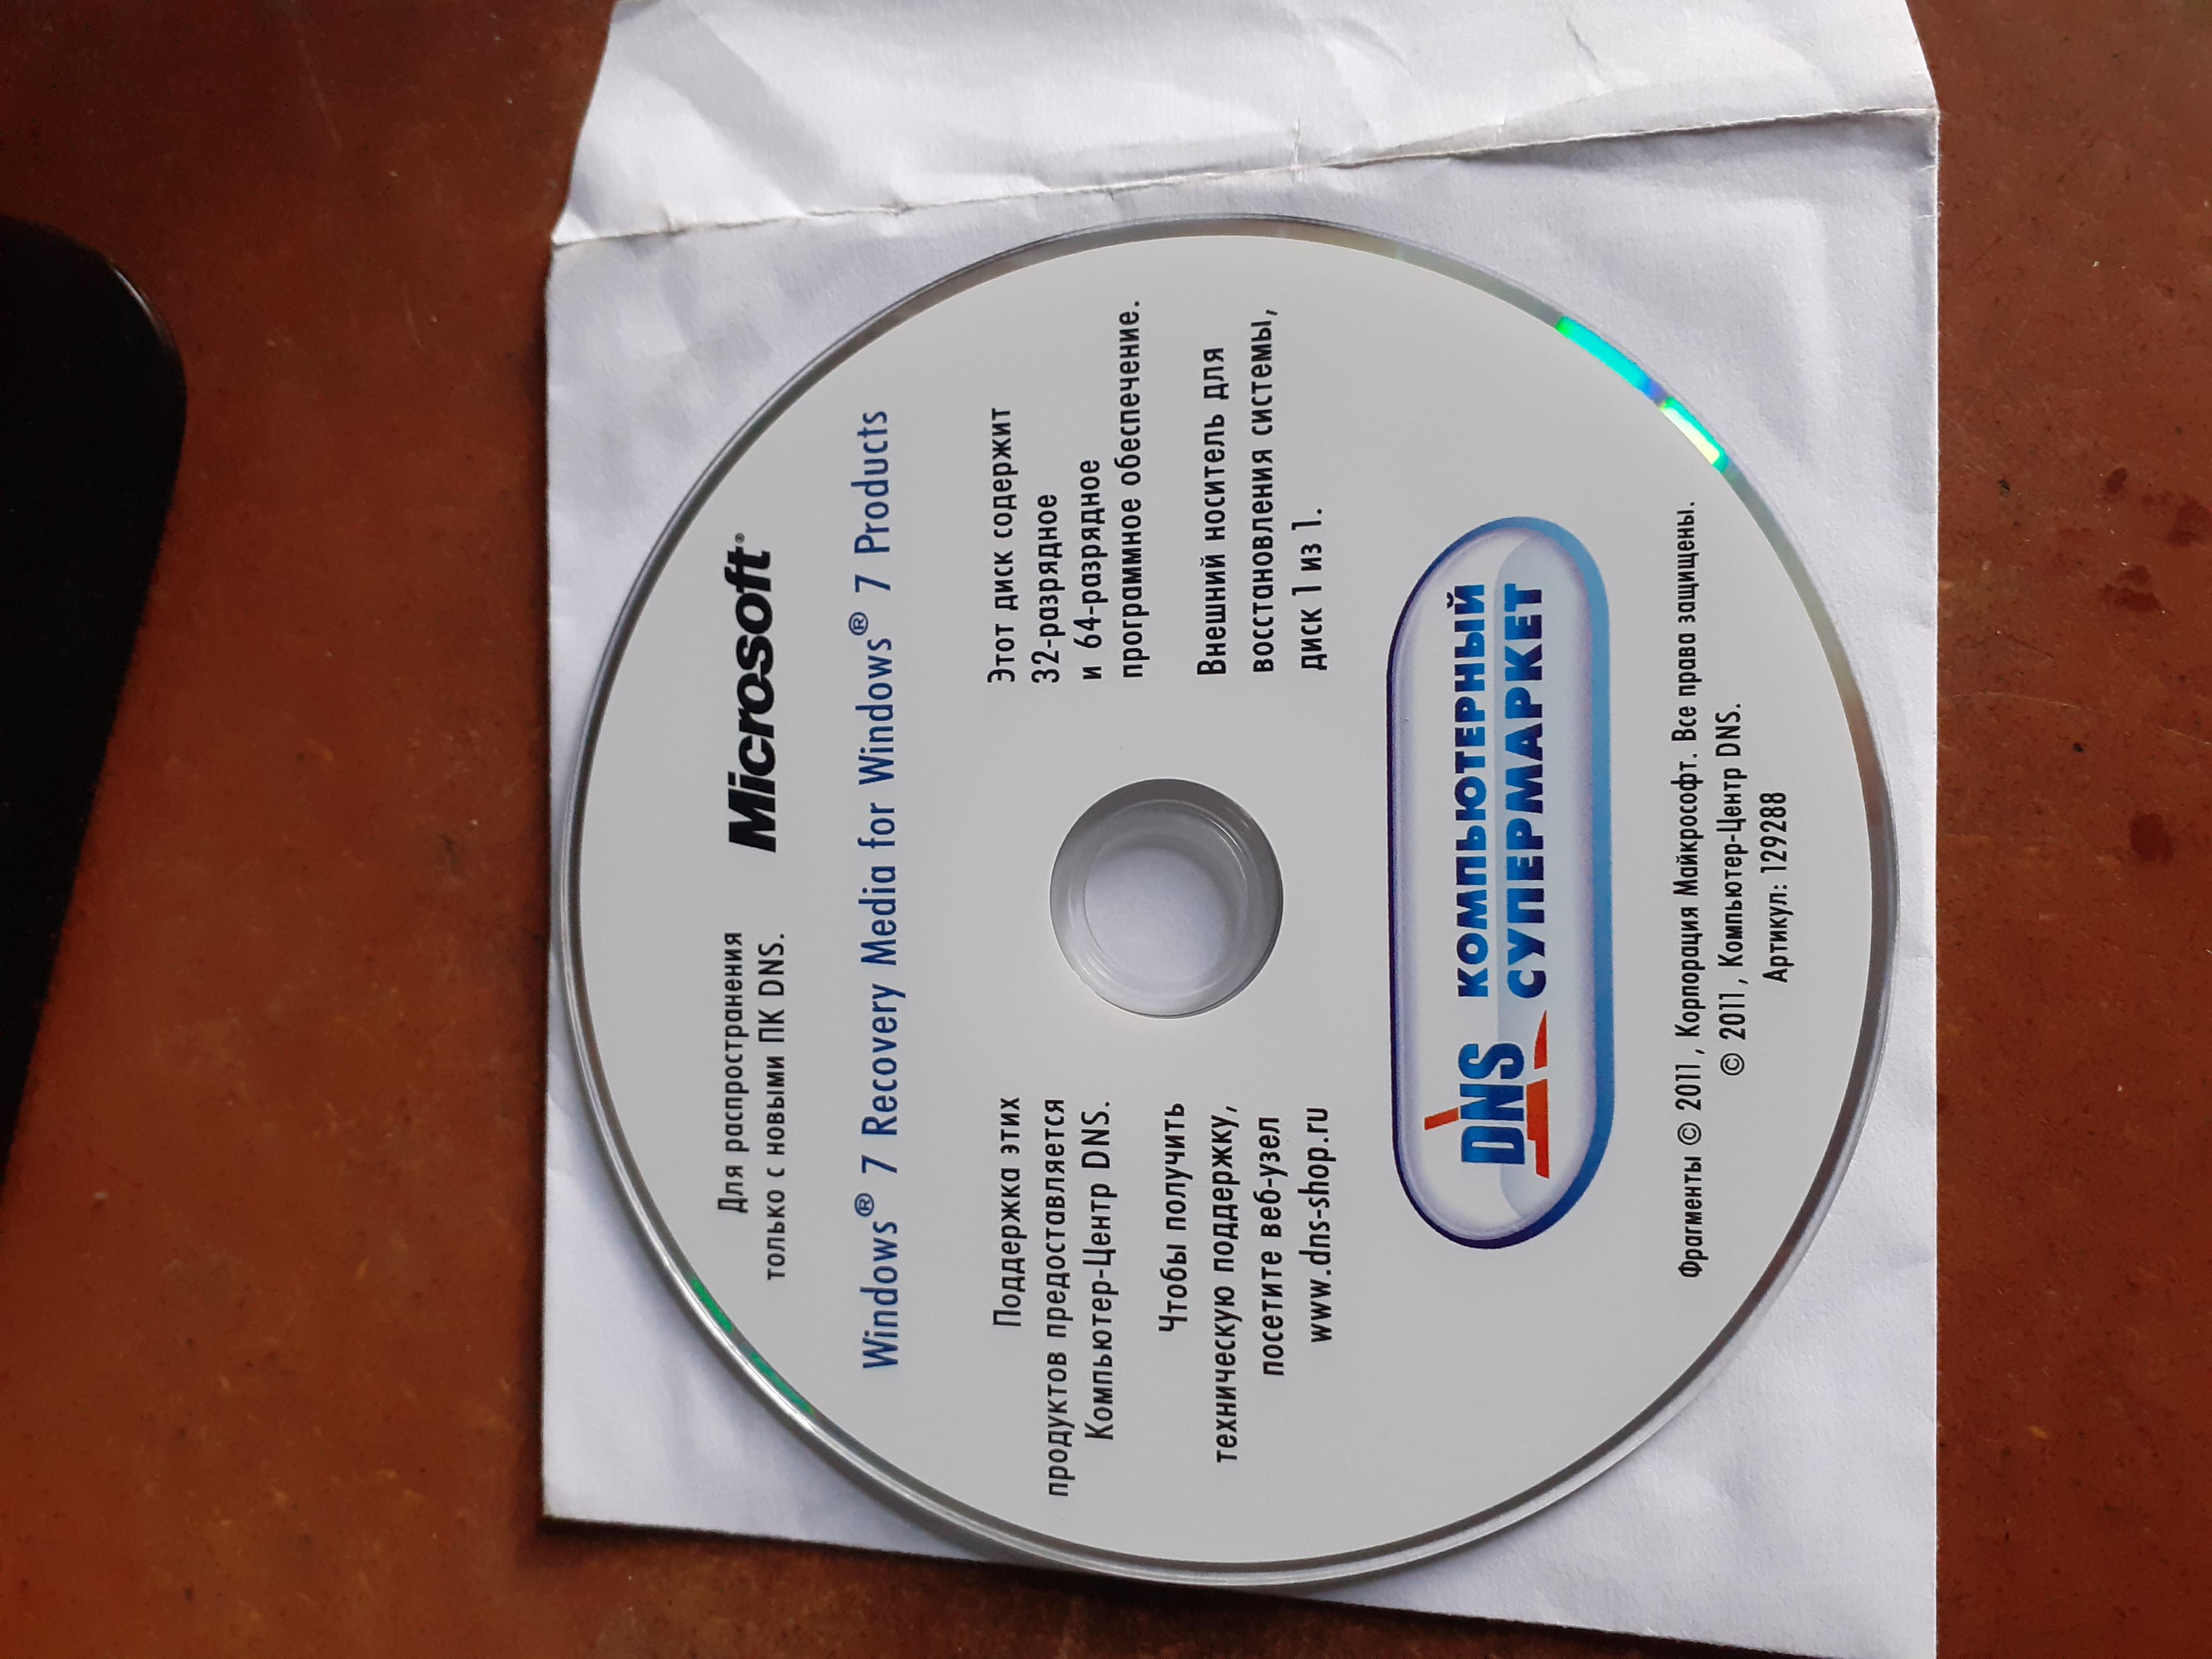 Для распространения
только с новыми ПК DNS.
Microsoft®
Windows® 7 Recovery Media for Windows® 7 Products
Поддержка этих
продуктов предоставляется
Компьютер-Центр DNS.
Чтобы получить
техническую поддержку,
посетите веб-узел
www.dns-shop.ru
Этот диск содержит
32-разрядное
и 64-разрядное
программное обеспечение.
Внешний носитель для
восстановления системы,
диск 1 из 1.
DNS КОМПЬЮТЕРНЫЙ
СУПЕРМАРКЕТ
Фрагменты © 2011, Корпорация Майкрософт. Все права защищены.
© 2011, Компьютер-Центр DNS.
Артикул: 129288